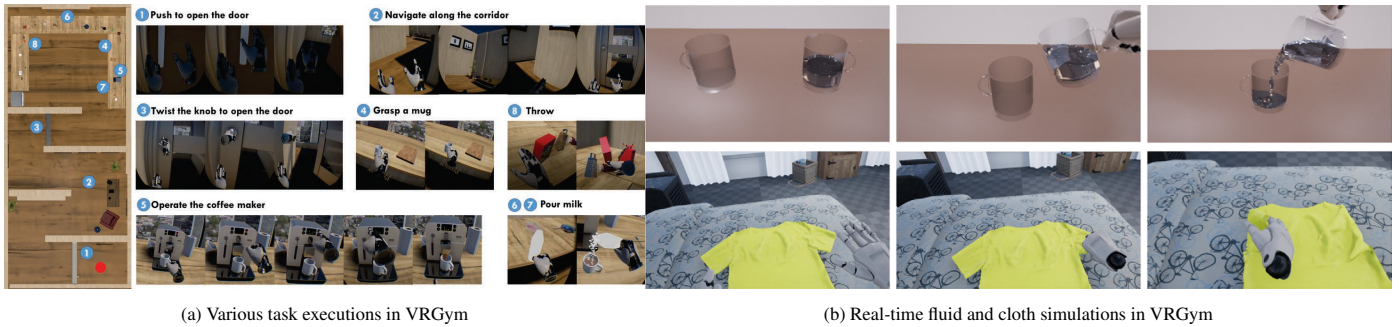 1 Push to open the door
2 Navigate along the corridor
3 Twist the knob to open the door
4 Grasp a mug
8 Throw
5 Operate the coffee maker
6 7 Pour milk
6
8
4
5
7
3
2
1
(a) Various task executions in VRGym
(b) Real-time fluid and cloth simulations in VRGym